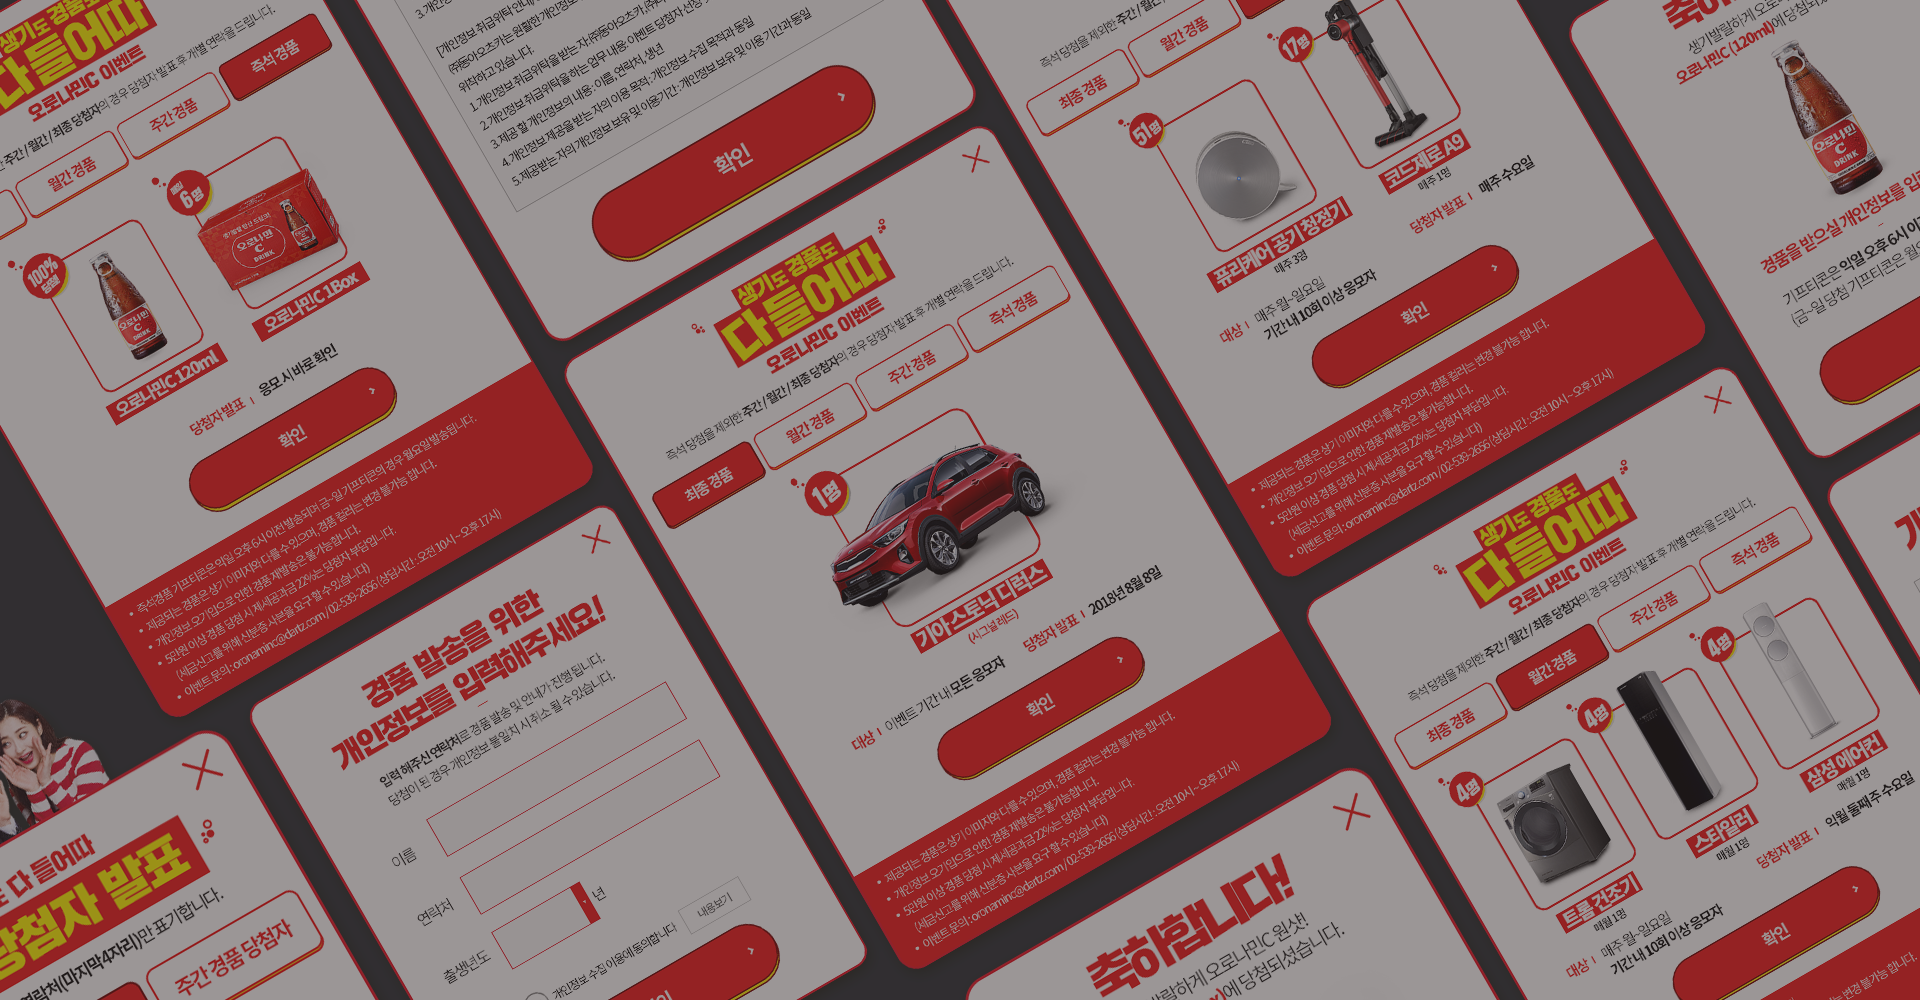 생기도 경품도
다 들어따
오로나민C 이벤트
주간 / 월간 / 최종 당첨자의 경우 당첨자 발표 후 개별 연락을 드립니다.
월간 경품
주간 경품
즉석 경품
100%
당첨
오로나민C 120ml
매일
6명
오로나민C 1Box
당첨자 발표 | 응모 시 바로 확인
확인
• 즉석경품 기프티콘은 익일 오후 6시 이전 발송되며 금~일 기프티콘의 경우 월요일 발송됩니다.
• 제공되는 경품은 상기 이미지와 다를 수 있으며, 경품 컬러는 변경 불가능 합니다.
• 개인정보 오기입으로 인한 경품 재발송은 불가능합니다.
• 5만원 이상 경품 당첨 시 제세공과금 22%는 당첨자 부담입니다.
(세금신고를 위해 신분증 사본을 요구 할 수 있습니다)
• 이벤트 문의 : oronaminc@dartz.com / 02-539-2656 (상담시간 : 오전 10시 ~ 오후 17시)
위탁하고 있습니다.
1. 개인정보 취급위탁을 받는 자: ㈜동아오츠카
2. 개인정보 취급위탁을 하는 업무 내용: 이벤트 당첨자 선정
3. 제공 할 개인정보의 내용 : 이름, 연락처, 생년
4. 개인정보 제공을 받는 자의 이용 목적 : 개인정보 수집 목적과 동일
5. 제공받는 자의 개인정보 보유 및 이용기간 : 개인정보 보유 및 이용 기간과 동일
확인
생기도 경품도
다 들어따
오로나민C 이벤트
즉석 당첨을 제외한 주간 / 월간 / 최종 당첨자의 경우 당첨자 발표 후 개별 연락을 드립니다.
최종 경품
월간 경품
주간 경품
즉석 경품
1명
기아 스토닉 디럭스
(시그널 레드)
당첨자 발표 | 2018년 8월 8일
대상 | 이벤트 기간 내 모든 응모자
확인
• 제공되는 경품은 상기 이미지와 다를 수 있으며, 경품 컬러는 변경 불가능 합니다.
• 개인정보 오기입으로 인한 경품 재발송은 불가능합니다.
• 5만원 이상 경품 당첨 시 제세공과금 22%는 당첨자 부담입니다.
(세금신고를 위해 신분증 사본을 요구 할 수 있습니다)
• 이벤트 문의 : oronaminc@dartz.com / 02-539-2656 (상담시간 : 오전 10시 ~ 오후 17시)
즉석 당첨을 제외한 주간 / 월간
최종 경품
월간 경품
51명
퓨리케어 공기청정기
매주 3명
17명
코드제로 A9
매주 1명
당첨자 발표 | 매주 수요일
대상 | 매주 월~일요일
기간 내 10회 이상 응모자
확인
• 제공되는 경품은 상기 이미지와 다를 수 있으며, 경품 컬러는 변경 불가능 합니다.
• 개인정보 오기입으로 인한 경품 재발송은 불가능합니다.
• 5만원 이상 경품 당첨 시 제세공과금 22%는 당첨자 부담입니다.
(세금신고를 위해 신분증 사본을 요구 할 수 있습니다)
• 이벤트 문의 : oronaminc@dartz.com / 02-539-2656 (상담시간 : 오전 10시 ~ 오후 17시)
생기발랄하게
오로나민C (120ml)에 당첨되
오로나민
C
DRINK
경품을 받으실 개인정보를
기프티콘은 익일 오후 6시
(금~일 당첨 기프티콘은
경품 발송을 위한
개인정보를 입력해주세요!
입력 해주신 연락처로 경품 발송 및 안내가 진행 됩니다.
당첨이 된 경우 개인정보 불일치 시 취소 될 수 있습니다.
이름
연락처
출생년도
년
개인정보 수집 이용에 동의합니다
내용보기
다 들어따
당첨자 발표
연락처(마지막 4자리)만 표기합니다.
주간 경품 당첨자
축하합니다!
오로나민C 원샷!
에 당첨되셨습니다.
생기도 경품도
다 들어따
오로나민C 이벤트
즉석 당첨을 제외한 주간 / 월간 / 최종 당첨자의 경우 당첨자 발표 후 개별 연락을 드립니다.
최종 경품
월간 경품
주간 경품
즉석 경품
4명
트롬 건조기
매월 1명
4명
스타일러
매월 1명
4명
삼성 에어컨
매월 1명
당첨자 발표 | 익월 둘째 주 수요일
대상 | 매주 월~일요일
기간 내 10회 이상 응모자
확인